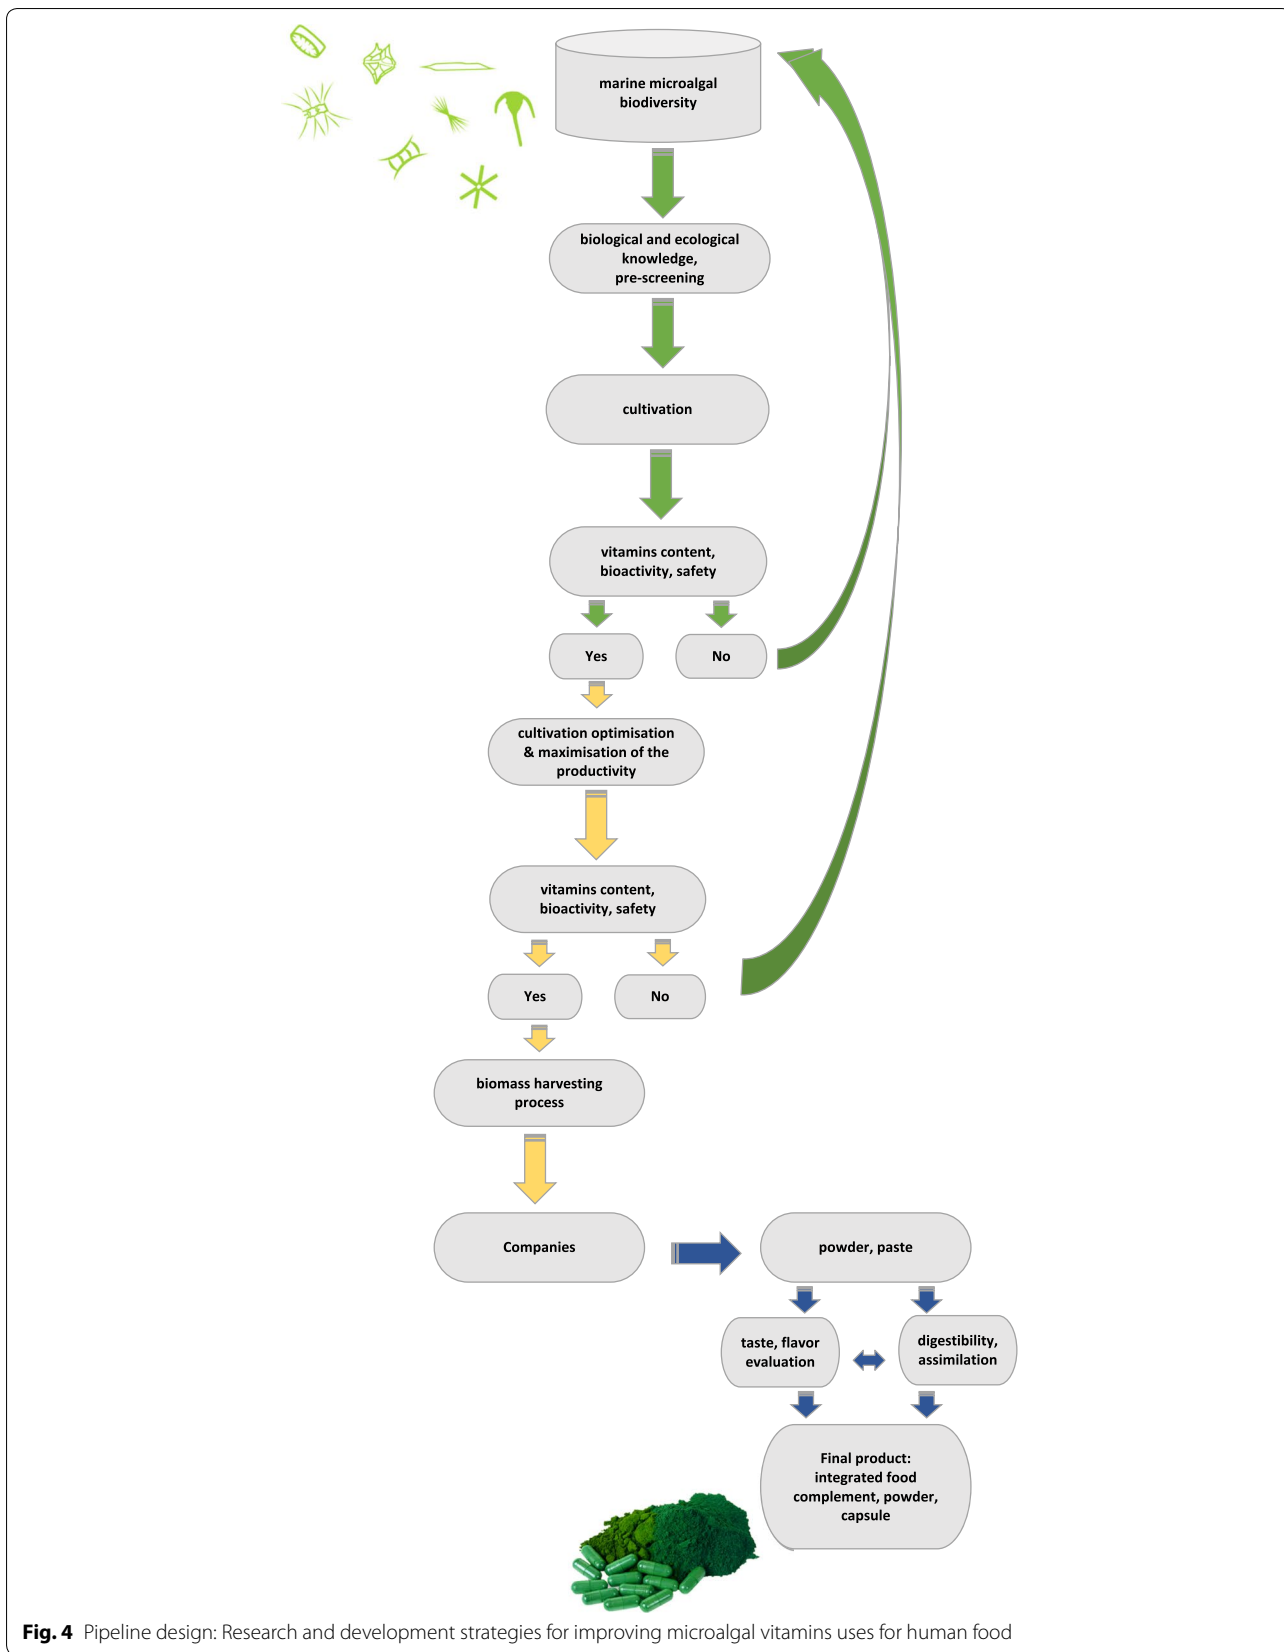 marine microalgal
biodiversity
biological and ecological
knowledge,
pre-screening
cultivation
vitamins content,
bioactivity, safety
Yes
No
cultivation optimisation
& maximisation of the
productivity
vitamins content,
bioactivity, safety
Yes
No
biomass harvesting
process
Companies
powder, paste
taste, flavor
evaluation
digestibility,
assimilation
Final product:
integrated food
complement, powder,
capsule
Fig. 4 Pipeline design: Research and development strategies for improving microalgal vitamins uses for human food